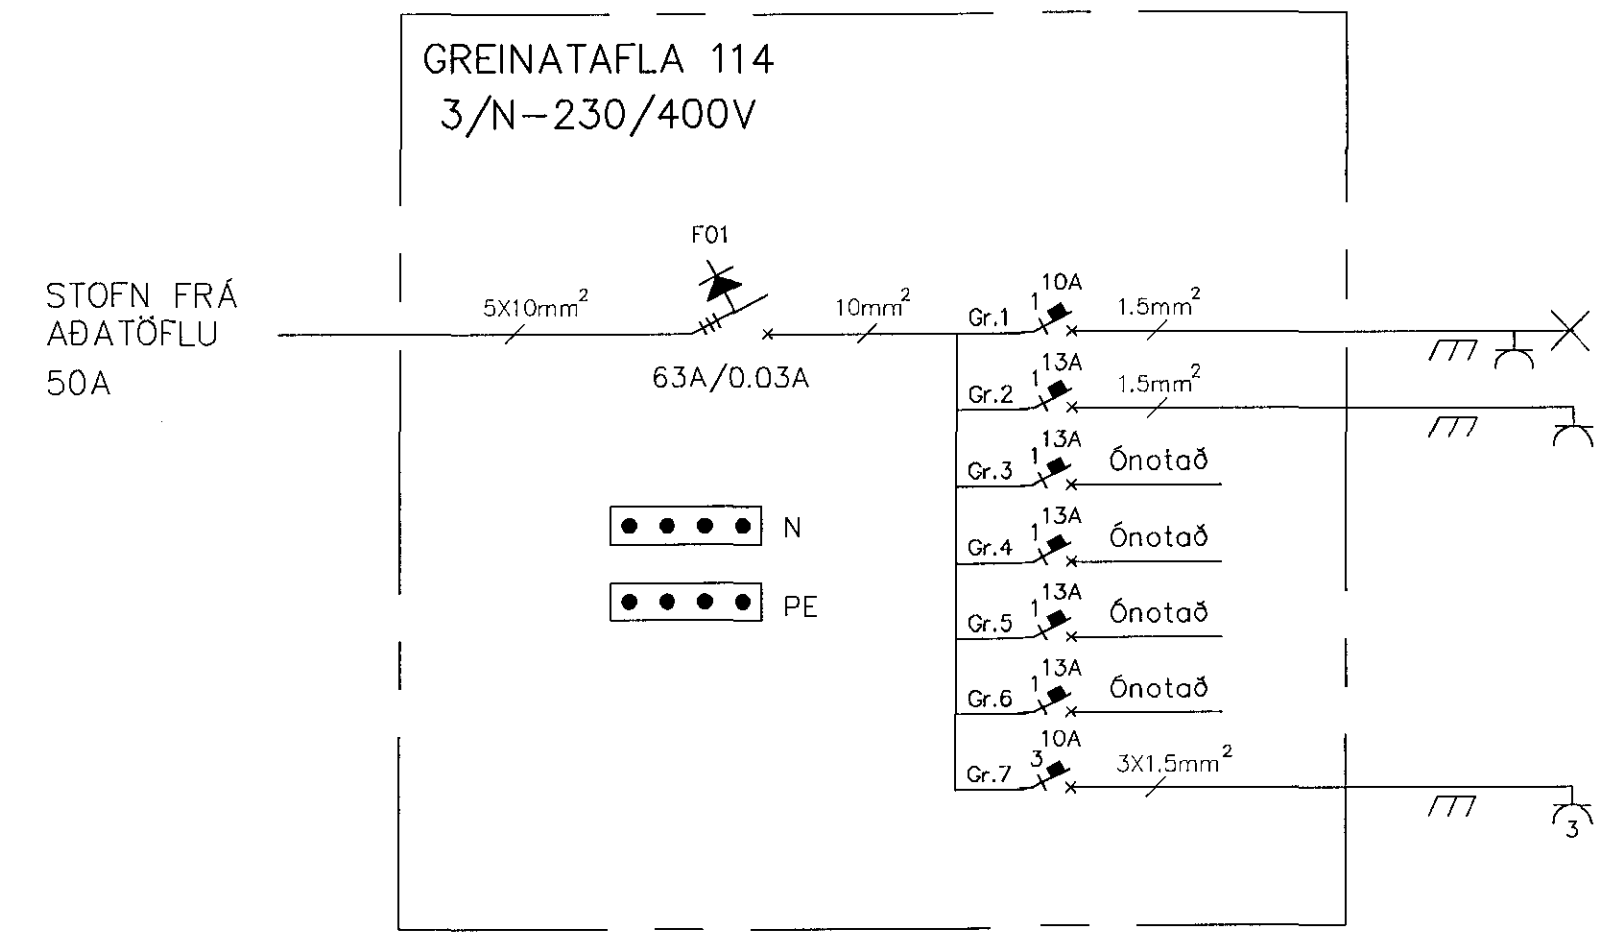 GREINATAFLA 114
3/N-230/400V
STOFN FRÁ
AÐATÖFLU
50A
5X10mm²
F01
63A/0.03A
10mm²
Gr.1 1 10A 1.5mm²
Gr.2 1 13A 1.5mm²
Gr.3 1 13A Ónotað
Gr.4 1 13A Ónotað
Gr.5 1 13A Ónotað
Gr.6 1 13A Ónotað
Gr.7 3 10A 3X1.5mm²
3
N
PE